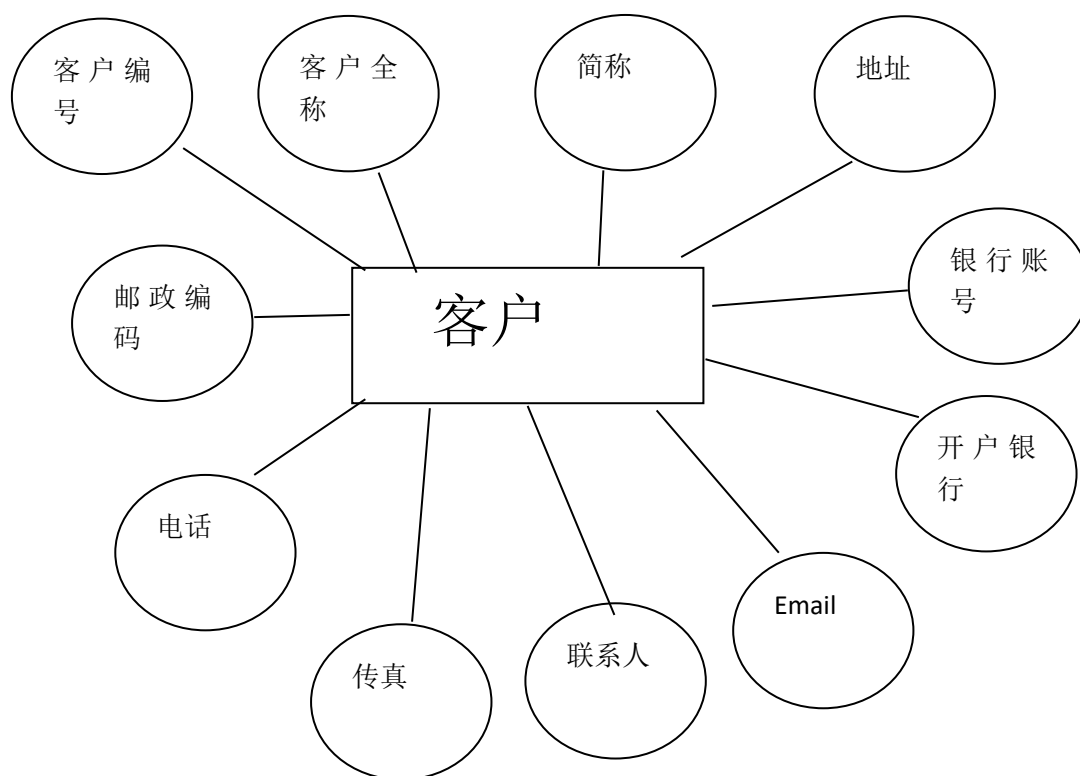 客户编
号
客户全
称
简称
地址
邮政编
码
客户
银行账
号
开户银
行
电话
传真
联系人
Email